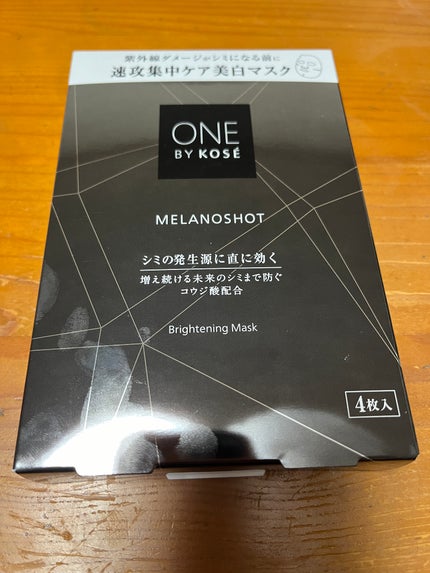 紫外線ダメージがシミになる前に
速攻集中ケア美白マスク
ONE
BY KOSÉ
MELANOSHOT
シミの発生源に直に効く
増え続ける未来のシミまで防ぐ
コウジ酸配合
Brightening Mask
4枚入